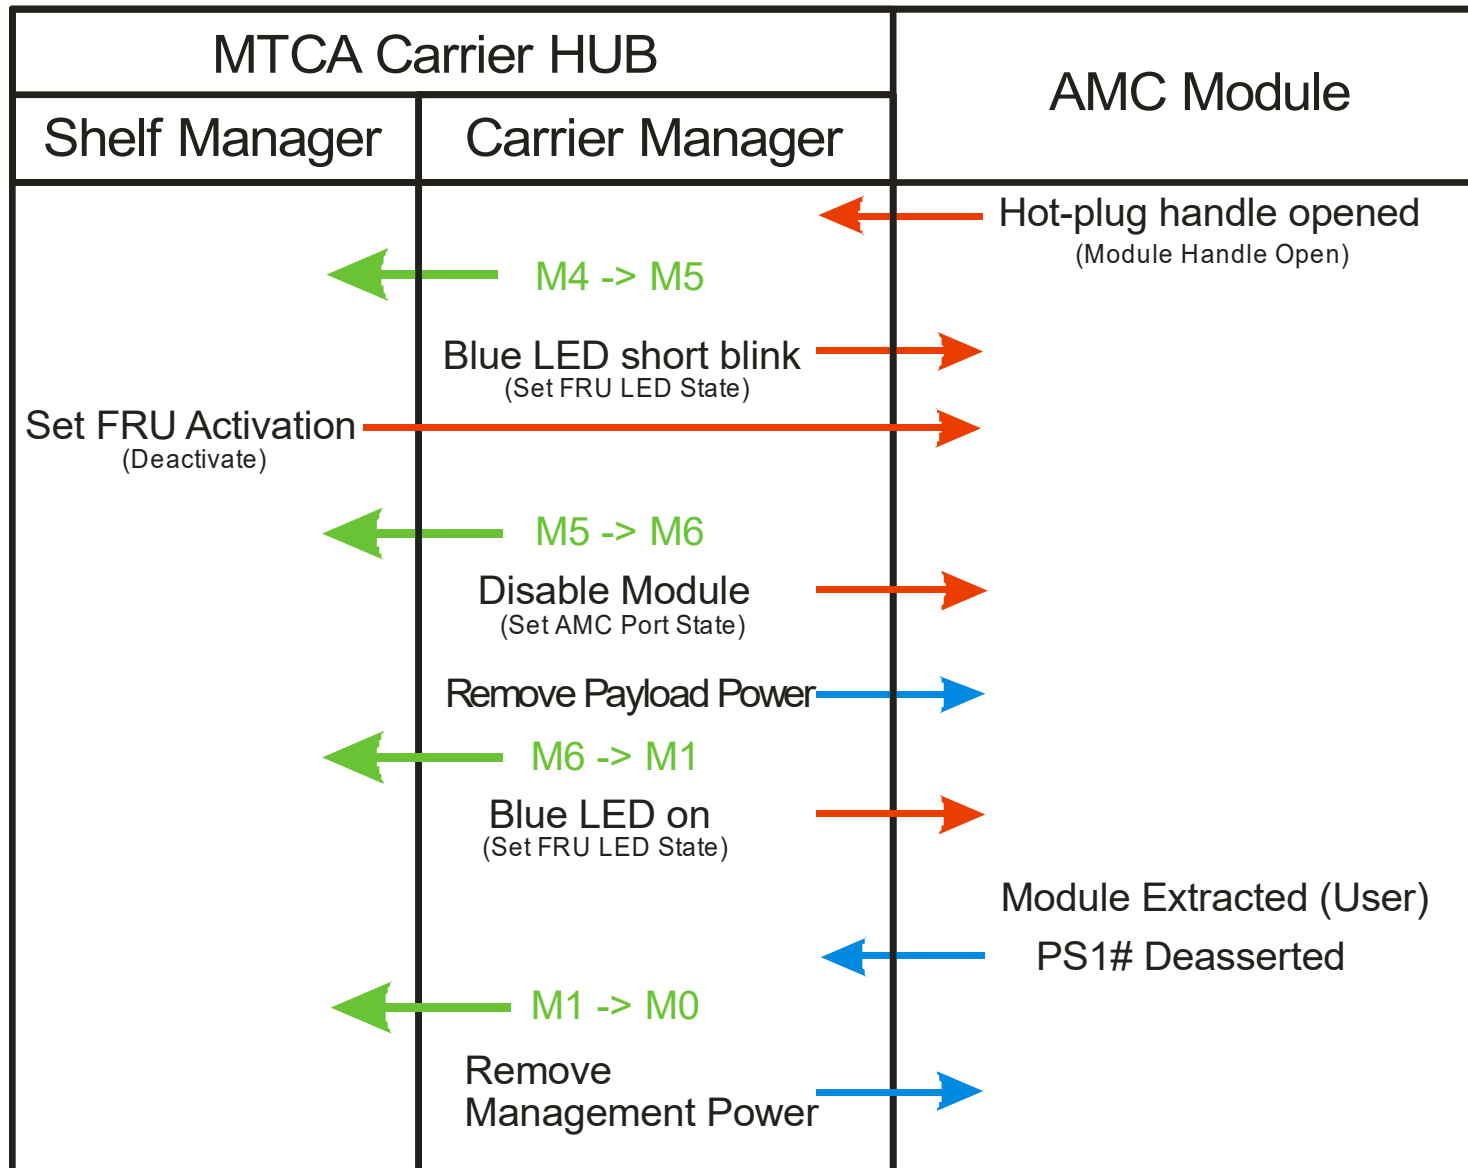 MTCA Carrier HUB
AMC Module
Shelf Manager
Carrier Manager
Hot-plug handle opened
(Module Handle Open)
M4 -> M5
Blue LED short blink
(Set FRU LED State)
Set FRU Activation
(Deactivate)
M5 -> M6
Disable Module
(Set AMC Port State)
Remove Payload Power
M6 -> M1
Blue LED on
(Set FRU LED State)
Module Extracted (User)
PS1# Deasserted
M1 -> M0
Remove
Management Power